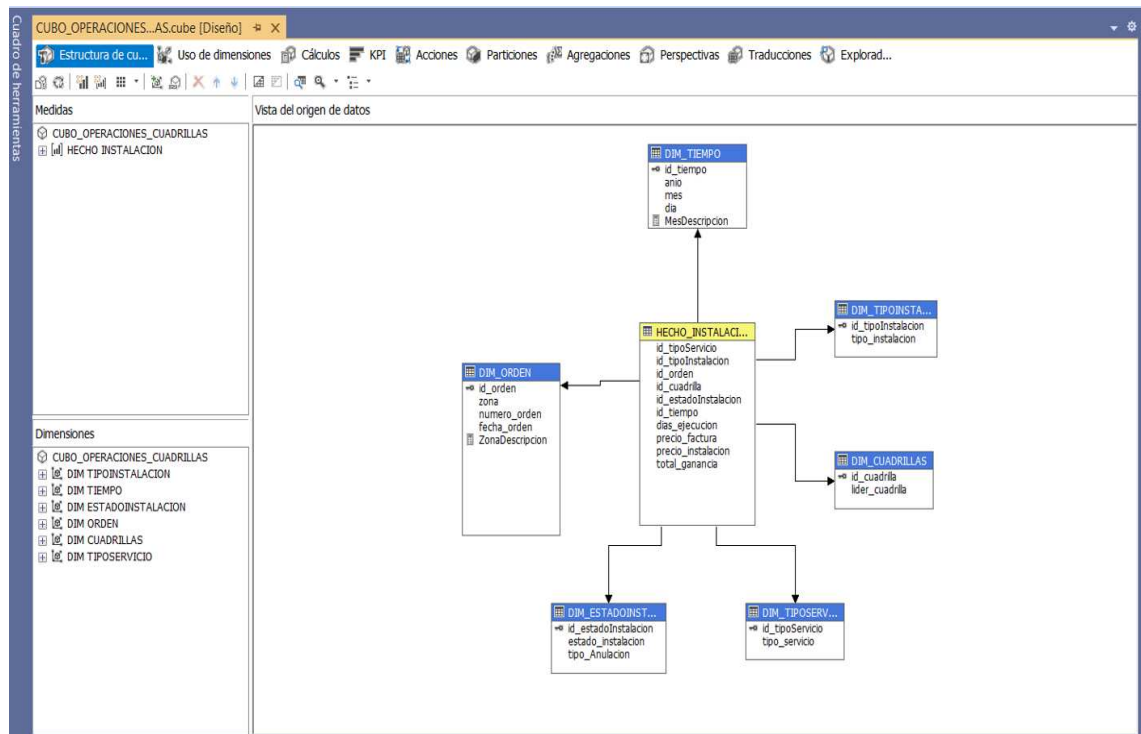 Cuadro de herramientas
CUBO_OPERACIONES...AS.cube [Diseño]
Estructura de cu... Uso de dimensiones Cálculos KPI Acciones Particiones Agregaciones Perspectivas Traducciones Explorad...
Medidas
CUBO_OPERACIONES_CUADRILLAS
HECHO INSTALACION
Dimensiones
CUBO_OPERACIONES_CUADRILLAS
DIM TIPOINSTALACION
DIM TIEMPO
DIM ESTADOINSTALACION
DIM ORDEN
DIM CUADRILLAS
DIM TIPOSERVICIO
Vista del origen de datos
DIM_TIEMPO
id_tiempo
anio
mes
dia
MesDescripcion
DIM_TIPOINSTA...
id_tipoInstalacion
tipo_instalacion
HECHO_INSTALACI...
id_tipoServicio
id_tipoInstalacion
id_orden
id_cuadrilla
id_estadoInstalacion
id_tiempo
dias_ejecucion
precio_factura
precio_instalacion
total_ganancia
DIM_ORDEN
id_orden
zona
numero_orden
fecha_orden
ZonaDescripcion
DIM_CUADRILLAS
id_cuadrilla
lider_cuadrilla
DIM_ESTADOINST...
id_estadoInstalacion
estado_instalacion
tipo_Anulacion
DIM_TIPOSERV...
id_tipoServicio
tipo_servicio